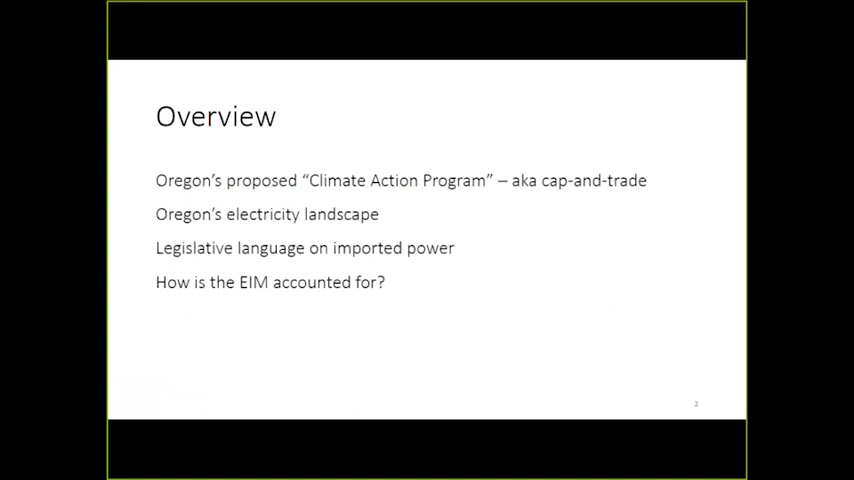 Overview
Oregon’s proposed “Climate Action Program” – aka cap-and-trade
Oregon’s electricity landscape
Legislative language on imported power
How is the EIM accounted for?
2